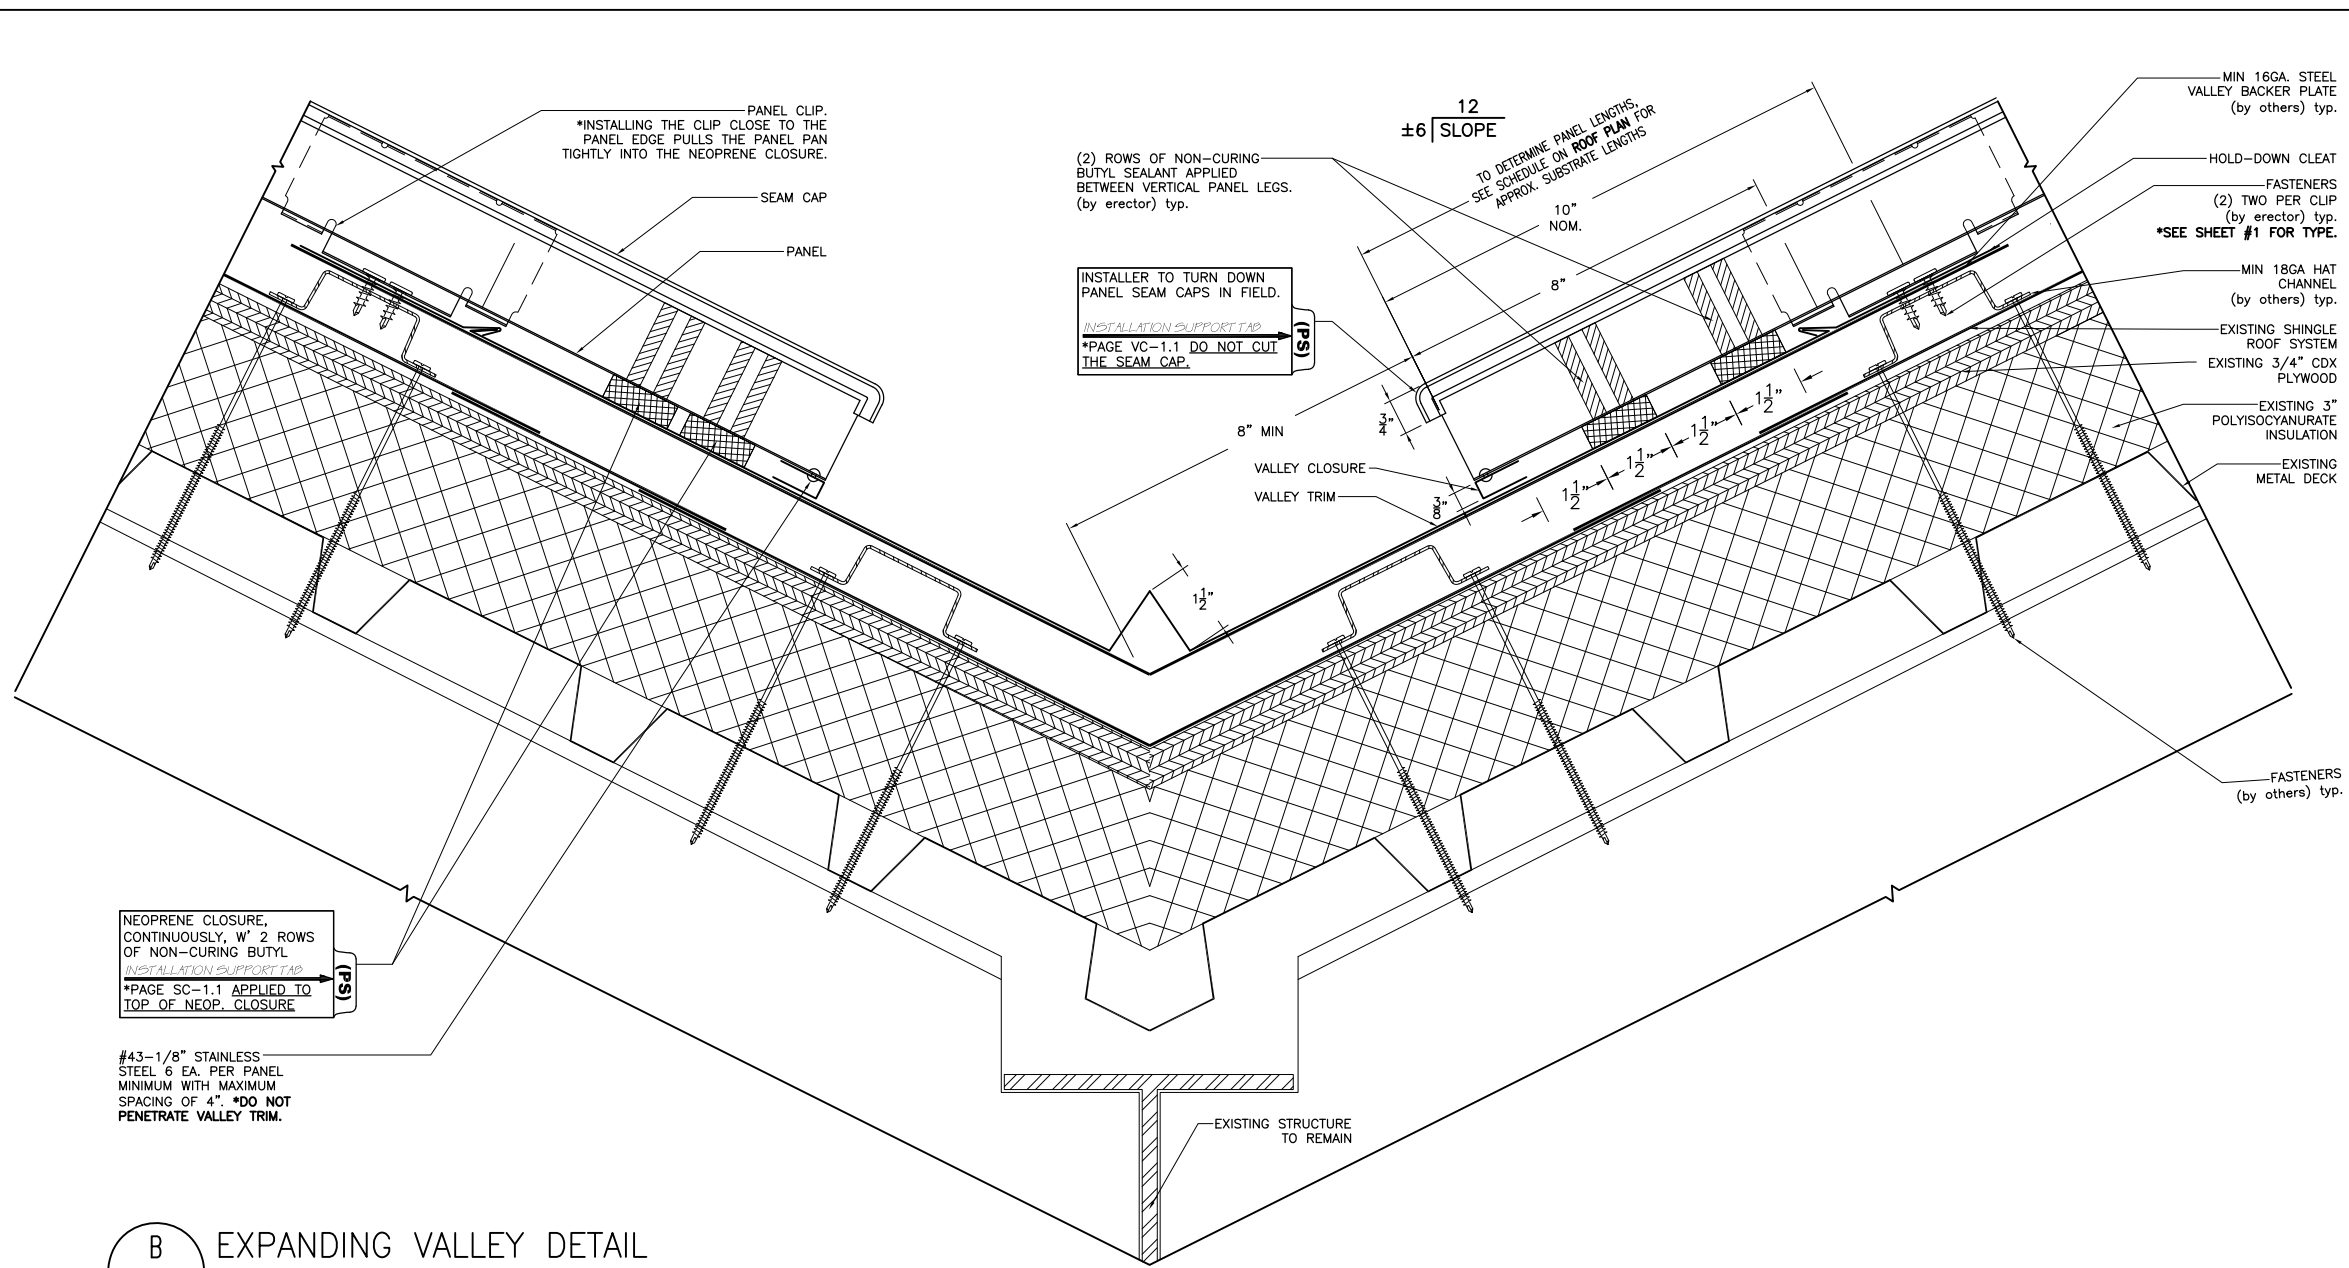 PANEL CLIP.
*INSTALLING THE CLIP CLOSE TO THE
PANEL EDGE PULLS THE PANEL PAN
TIGHTLY INTO THE NEOPRENE CLOSURE.
SEAM CAP
PANEL
12
±6 SLOPE
TO DETERMINE PANEL LENGTHS,
SEE SCHEDULE ON ROOF PLAN FOR
APPROX. SUBSTRATE LENGTHS
(2) ROWS OF NON-CURING
BUTYL SEALANT APPLIED
BETWEEN VERTICAL PANEL LEGS.
(by erector) typ.
10"
NOM.
8"
INSTALLER TO TURN DOWN
PANEL SEAM CAPS IN FIELD.
INSTALLATION SUPPORT TAB
*PAGE VC-1.1 DO NOT CUT
THE SEAM CAP.
(PS)
MIN 16GA. STEEL
VALLEY BACKER PLATE
(by others) typ.
HOLD-DOWN CLEAT
FASTENERS
(2) TWO PER CLIP
(by erector) typ.
*SEE SHEET #1 FOR TYPE.
MIN 18GA HAT
CHANNEL
(by others) typ.
EXISTING SHINGLE
ROOF SYSTEM
EXISTING 3/4" CDX
PLYWOOD
EXISTING 3"
POLYISOCYANURATE
INSULATION
EXISTING
METAL DECK
8" MIN
3/4"
VALLEY CLOSURE
VALLEY TRIM
3/8"
1 1/2"
1 1/2"
1 1/2"
1 1/2"
1 1/2"
FASTENERS
(by others) typ.
NEOPRENE CLOSURE,
CONTINUOUSLY, W' 2 ROWS
OF NON-CURING BUTYL
INSTALLATION SUPPORT TAB
*PAGE SC-1.1 APPLIED TO
TOP OF NEOP. CLOSURE
(PS)
#43-1/8" STAINLESS
STEEL 6 EA. PER PANEL
MINIMUM WITH MAXIMUM
SPACING OF 4". *DO NOT
PENETRATE VALLEY TRIM.
EXISTING STRUCTURE
TO REMAIN
B
EXPANDING VALLEY DETAIL